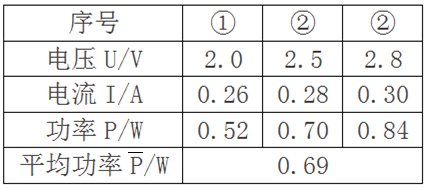 序号 ① ② ②
电压 U/V 2.0 2.5 2.8
电流 I/A 0.26 0.28 0.30
功率 P/W 0.52 0.70 0.84
平均功率 P̅/W 0.69